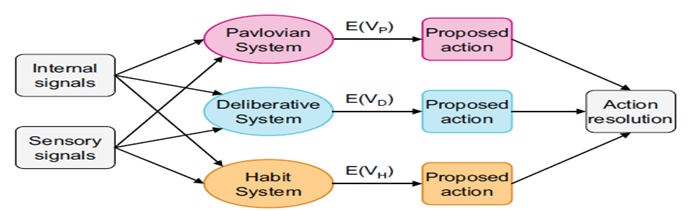 Internal
signals
Sensory
signals
Pavlovian
System
E(VP)
Proposed
action
Deliberative
System
E(VD)
Proposed
action
Habit
System
E(VH)
Proposed
action
Action
resolution